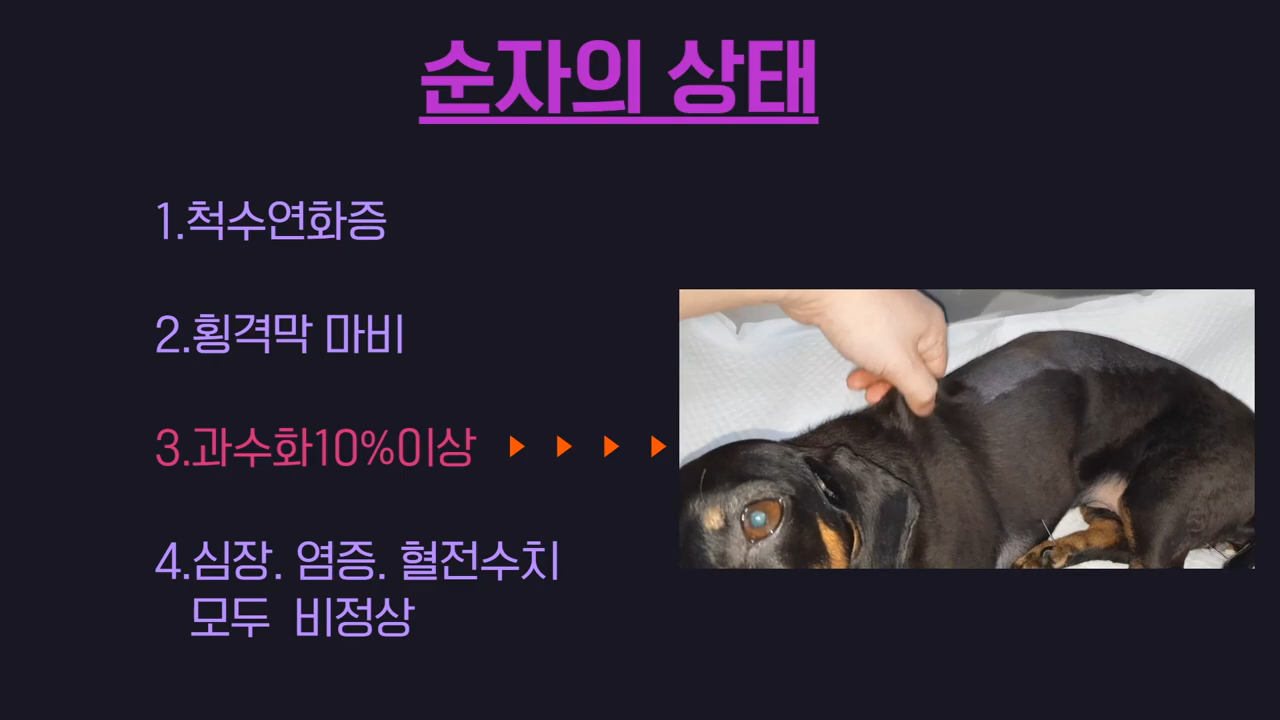 순자의 상태
1.척수연화증
2.횡격막 마비
3.과수화10%이상
4.심장. 염증. 혈전수치
모두 비정상